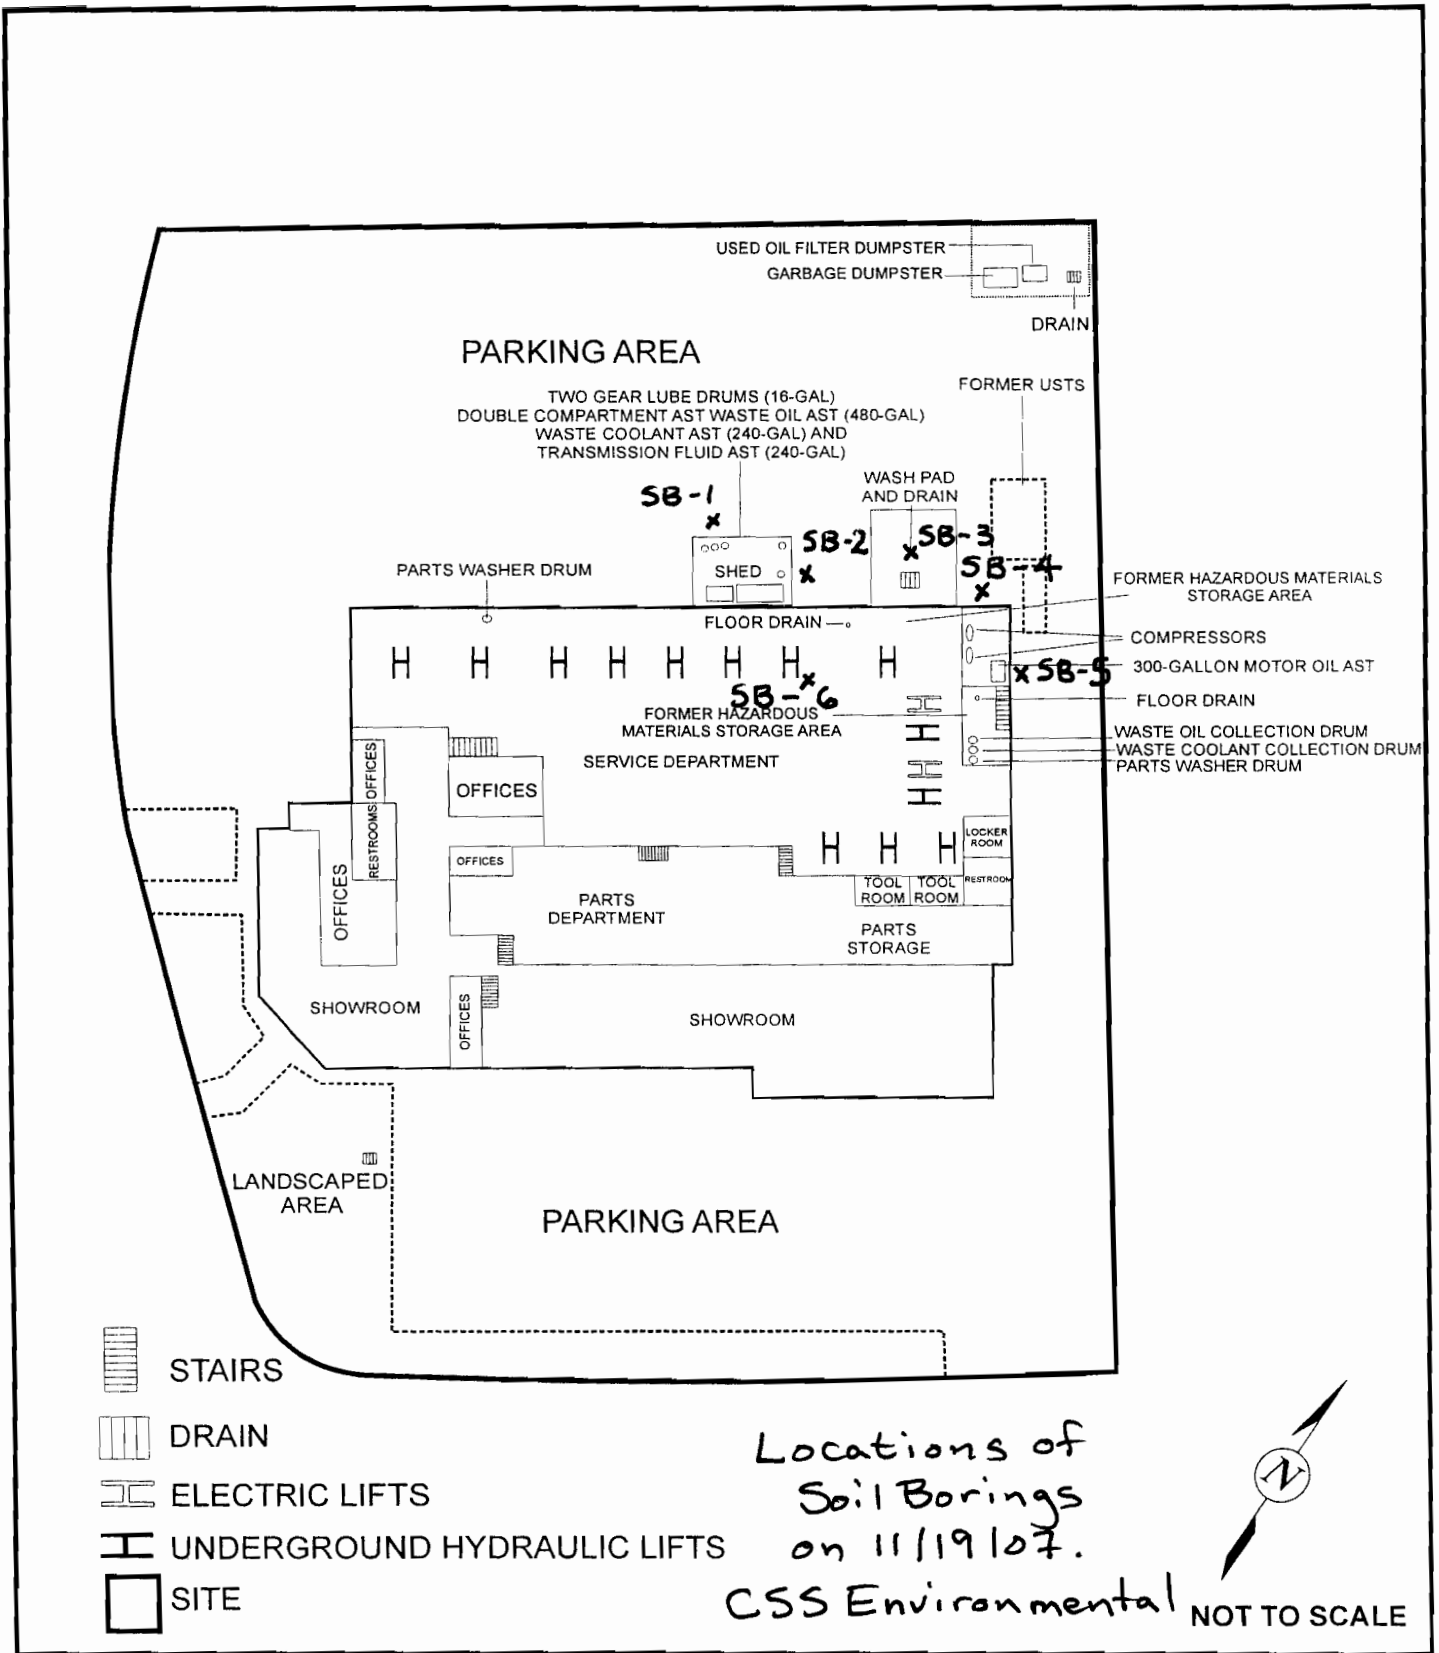 USED OIL FILTER DUMPSTER
GARBAGE DUMPSTER
DRAIN
PARKING AREA
FORMER USTS
TWO GEAR LUBE DRUMS (16-GAL)
DOUBLE COMPARTMENT AST WASTE OIL AST (480-GAL)
WASTE COOLANT AST (240-GAL) AND
TRANSMISSION FLUID AST (240-GAL)
WASH PAD
AND DRAIN
SB-1
SB-2
SB-3
SB-4
SHED
PARTS WASHER DRUM
FORMER HAZARDOUS MATERIALS
STORAGE AREA
FLOOR DRAIN
COMPRESSORS
H H H H H H H H
300-GALLON MOTOR OIL AST
SB-5
SB-6
FLOOR DRAIN
FORMER HAZARDOUS
MATERIALS STORAGE AREA
WASTE OIL COLLECTION DRUM
WASTE COOLANT COLLECTION DRUM
PARTS WASHER DRUM
SERVICE DEPARTMENT
OFFICES
OFFICES
RESTROOMS
OFFICES
OFFICES
H H H
LOCKER
ROOM
RESTROOM
TOOL
ROOM
TOOL
ROOM
PARTS
DEPARTMENT
PARTS
STORAGE
SHOWROOM
OFFICES
SHOWROOM
LANDSCAPED
AREA
PARKING AREA
STAIRS
DRAIN
ELECTRIC LIFTS
UNDERGROUND HYDRAULIC LIFTS
SITE
Locations of
Soil Borings
on 11/19/07.
CSS Environmental
N
NOT TO SCALE